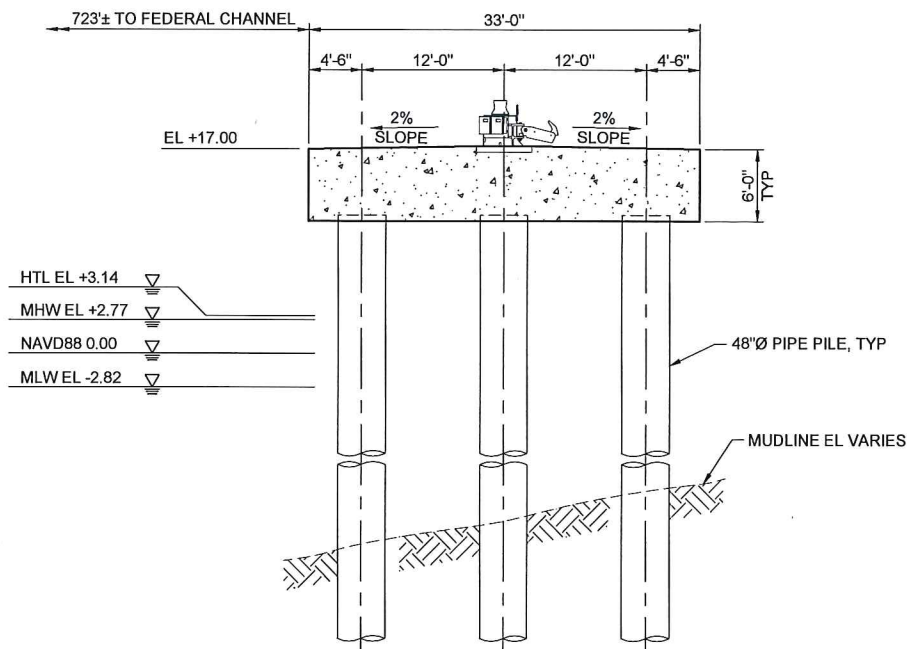 723'± TO FEDERAL CHANNEL
33'-0"
4'-6"
12'-0"
12'-0"
4'-6"
2%
SLOPE
2%
SLOPE
EL +17.00
6'-0"
TYP
HTL EL +3.14
MHW EL +2.77
NAVD88 0.00
MLW EL -2.82
48"Ø PIPE PILE, TYP
MUDLINE EL VARIES